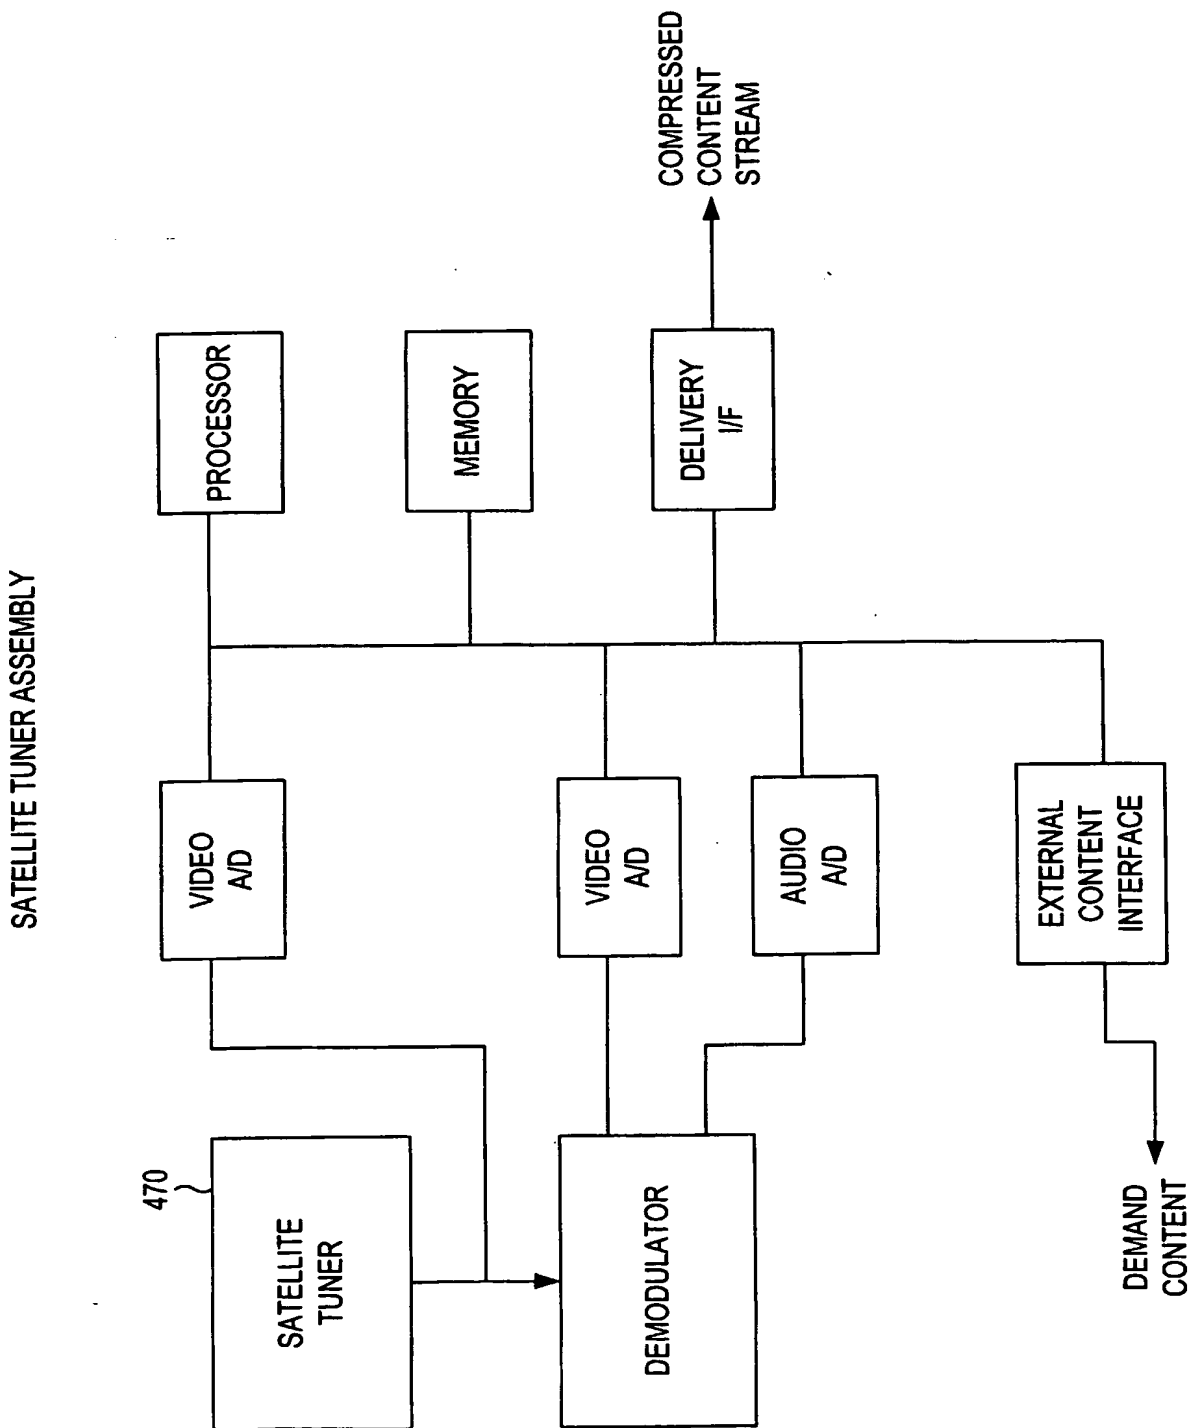 SATELLITE TUNER ASSEMBLY
470
SATELLITE
TUNER
DEMODULATOR
VIDEO
A/D
VIDEO
A/D
AUDIO
A/D
EXTERNAL
CONTENT
INTERFACE
DEMAND
CONTENT
PROCESSOR
MEMORY
DELIVERY
I/F
COMPRESSED
CONTENT
STREAM